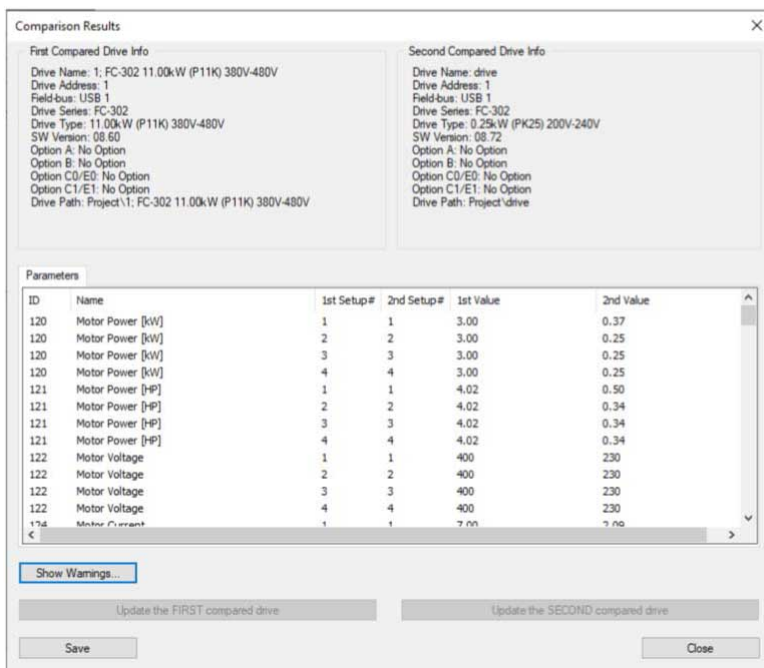 Comparison Results
First Compared Drive Info
Drive Name: 1; FC-302 11.00kW (P11K) 380V-480V
Drive Address: 1
Field-bus: USB 1
Drive Series: FC-302
Drive Type: 11.00kW (P11K) 380V-480V
SW Version: 08.60
Option A: No Option
Option B: No Option
Option C0/E0: No Option
Option C1/E1: No Option
Drive Path: Project\1; FC-302 11.00kW (P11K) 380V-480V
Second Compared Drive Info
Drive Name: drive
Drive Address: 1
Field-bus: USB 1
Drive Series: FC-302
Drive Type: 0.25kW (PK25) 200V-240V
SW Version: 08.72
Option A: No Option
Option B: No Option
Option C0/E0: No Option
Option C1/E1: No Option
Drive Path: Project\drive
Parameters
ID Name 1st Setup# 2nd Setup# 1st Value 2nd Value
120 Motor Power [kW] 1 1 3.00 0.37
120 Motor Power [kW] 2 2 3.00 0.25
120 Motor Power [kW] 3 3 3.00 0.25
120 Motor Power [kW] 4 4 3.00 0.25
121 Motor Power [HP] 1 1 4.02 0.50
121 Motor Power [HP] 2 2 4.02 0.34
121 Motor Power [HP] 3 3 4.02 0.34
121 Motor Power [HP] 4 4 4.02 0.34
122 Motor Voltage 1 1 400 230
122 Motor Voltage 2 2 400 230
122 Motor Voltage 3 3 400 230
122 Motor Voltage 4 4 400 230
124 Motor Current 1 1 7.00 2.09
Show Warnings...
Update the FIRST compared drive
Update the SECOND compared drive
Save
Close